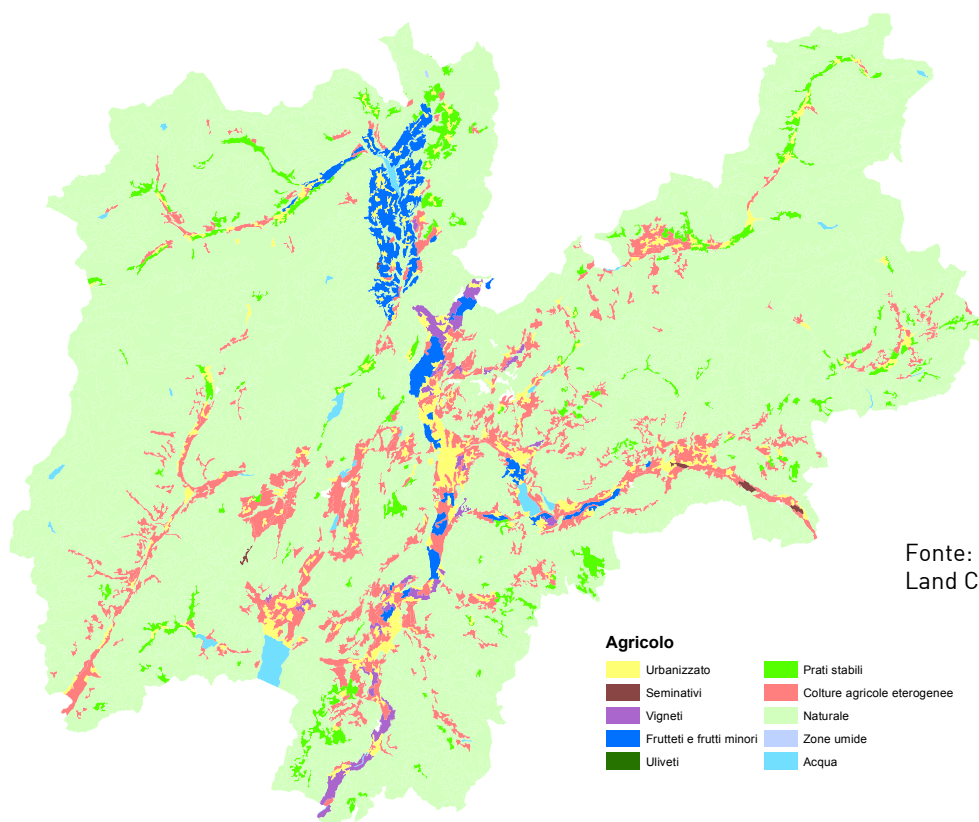 Fonte:
Land C
Agricolo
Urbanizzato
Seminativi
Vigneti
Frutteti e frutti minori
Uliveti
Prati stabili
Colture agricole eterogenee
Naturale
Zone umide
Acqua